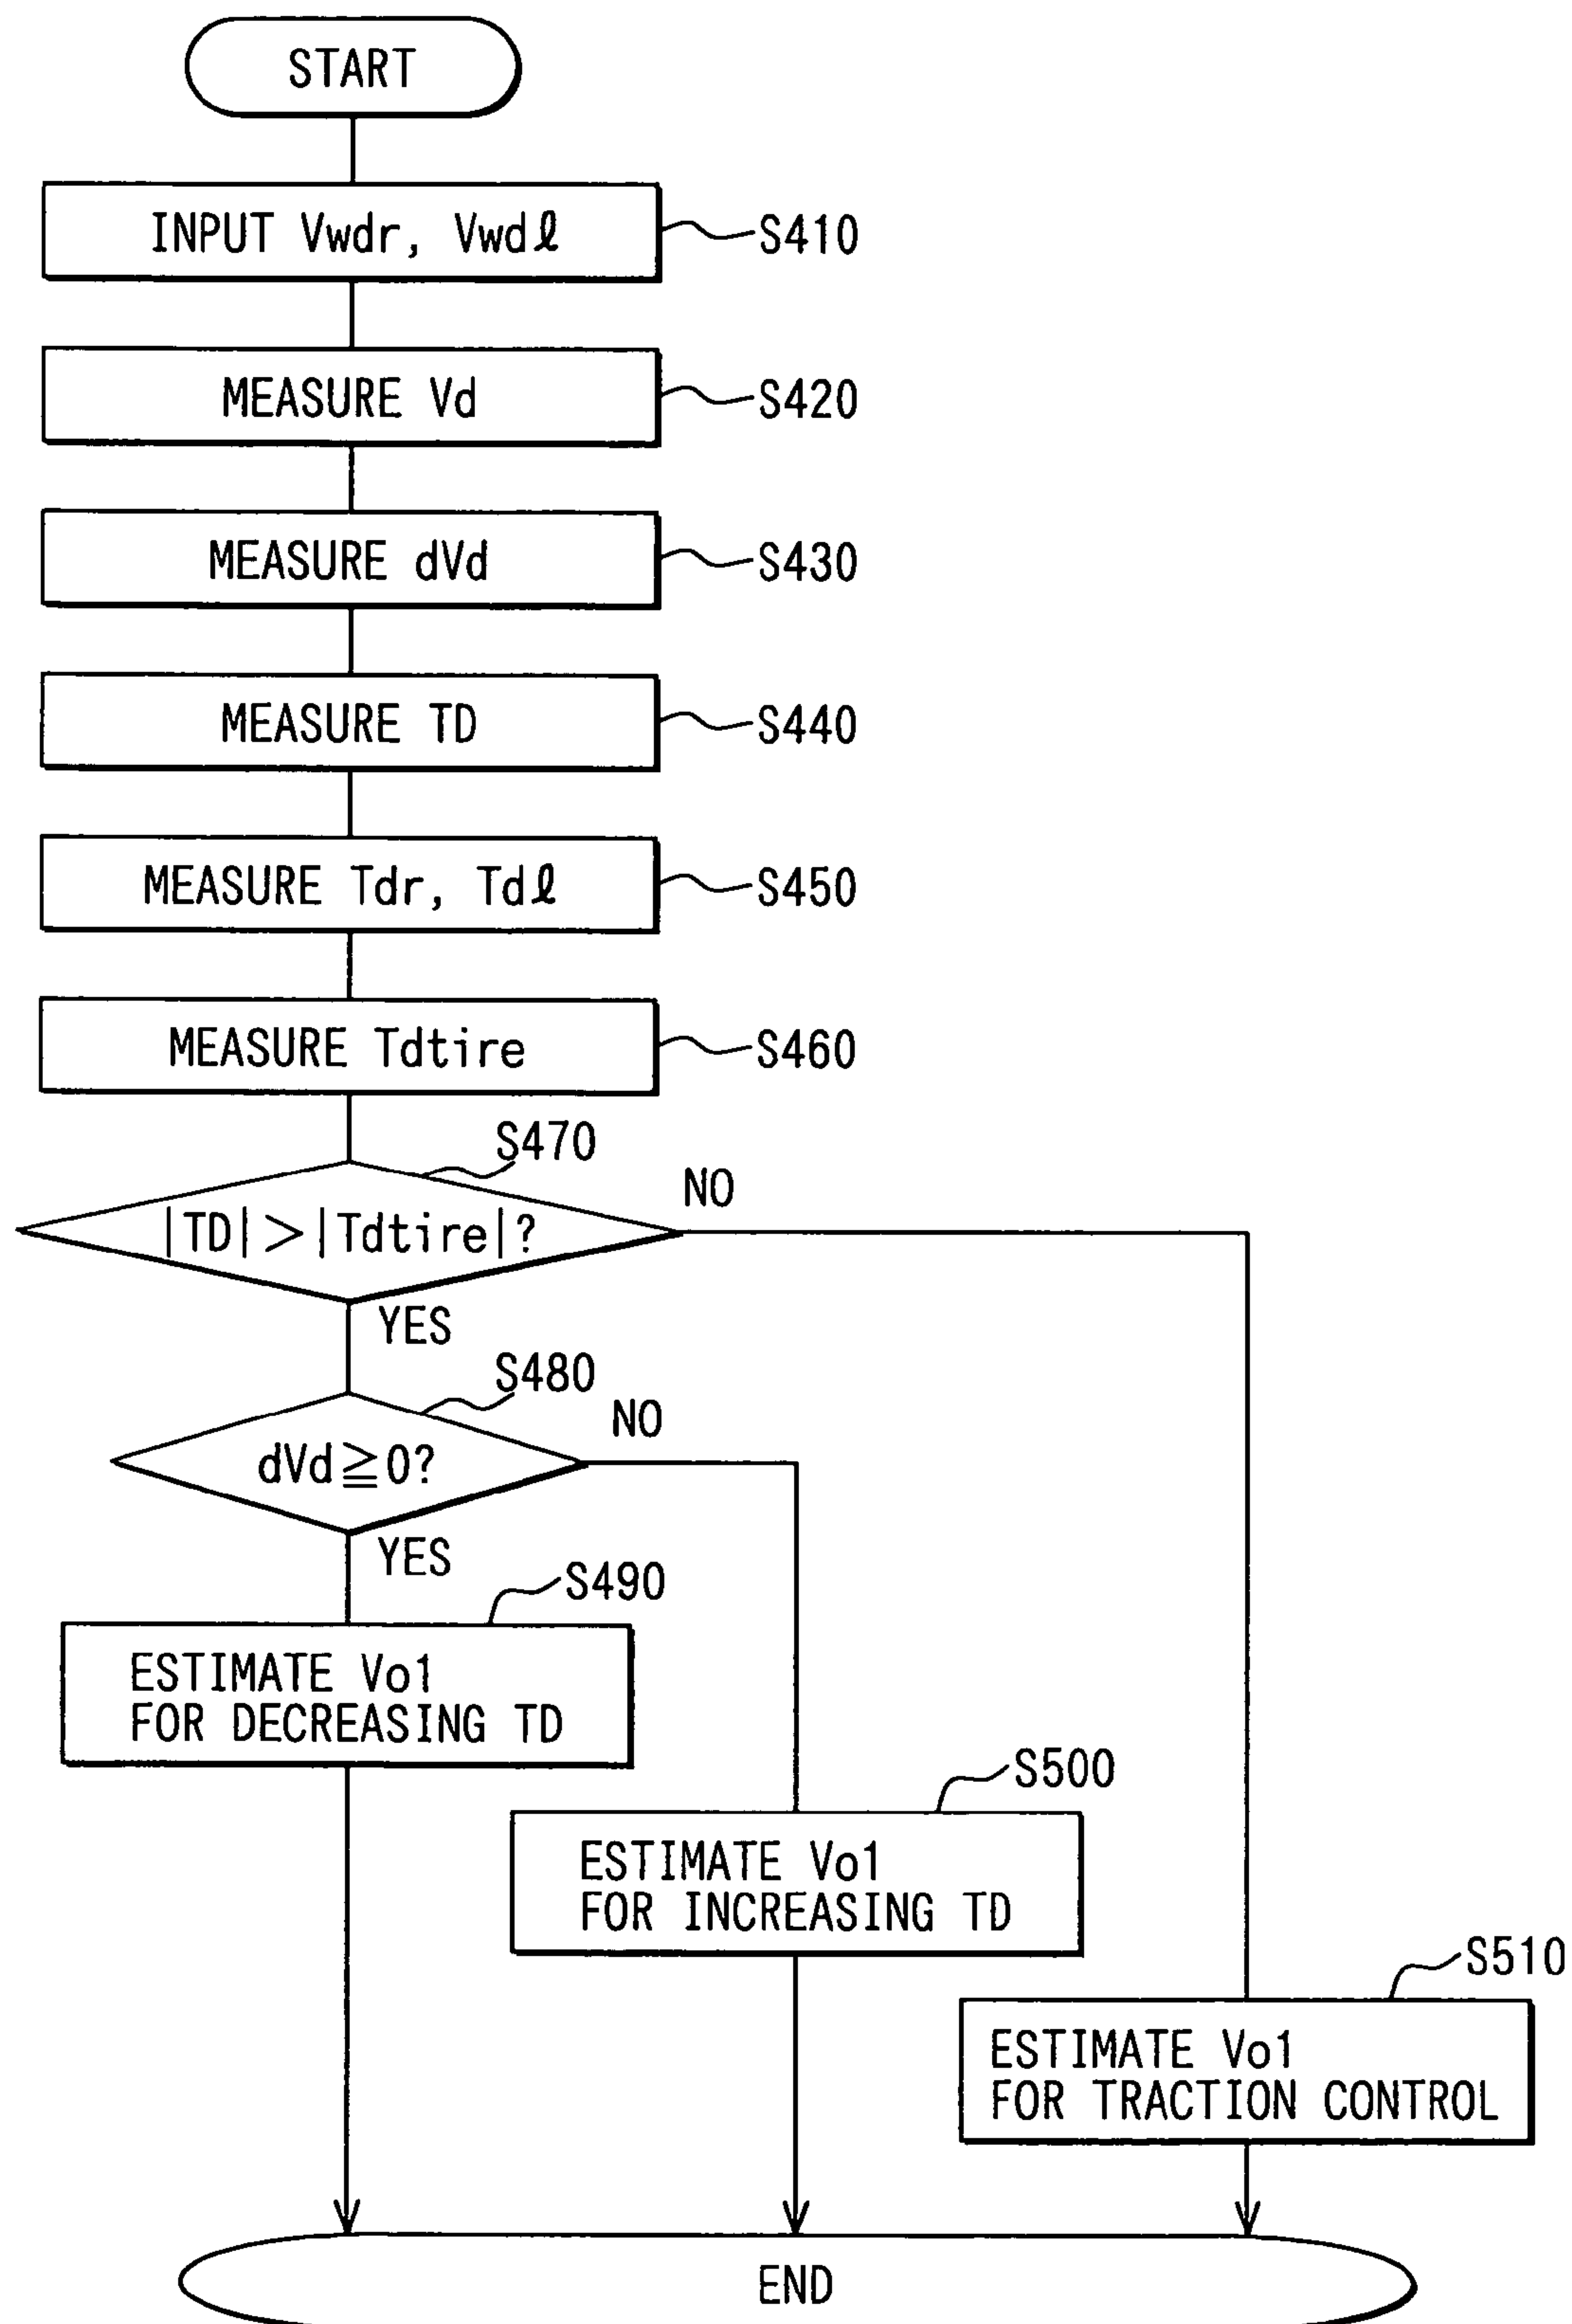 START
INPUT Vwdr, Vwdℓ
S410
MEASURE Vd
S420
MEASURE dVd
S430
MEASURE TD
S440
MEASURE Tdr, Tdℓ
S450
MEASURE Tdtire
S460
S470
|TD|>|Tdtire|?
NO
YES
S480
dVd≧0?
NO
YES
S490
ESTIMATE Vo1
FOR DECREASING TD
S500
ESTIMATE Vo1
FOR INCREASING TD
S510
ESTIMATE Vo1
FOR TRACTION CONTROL
END